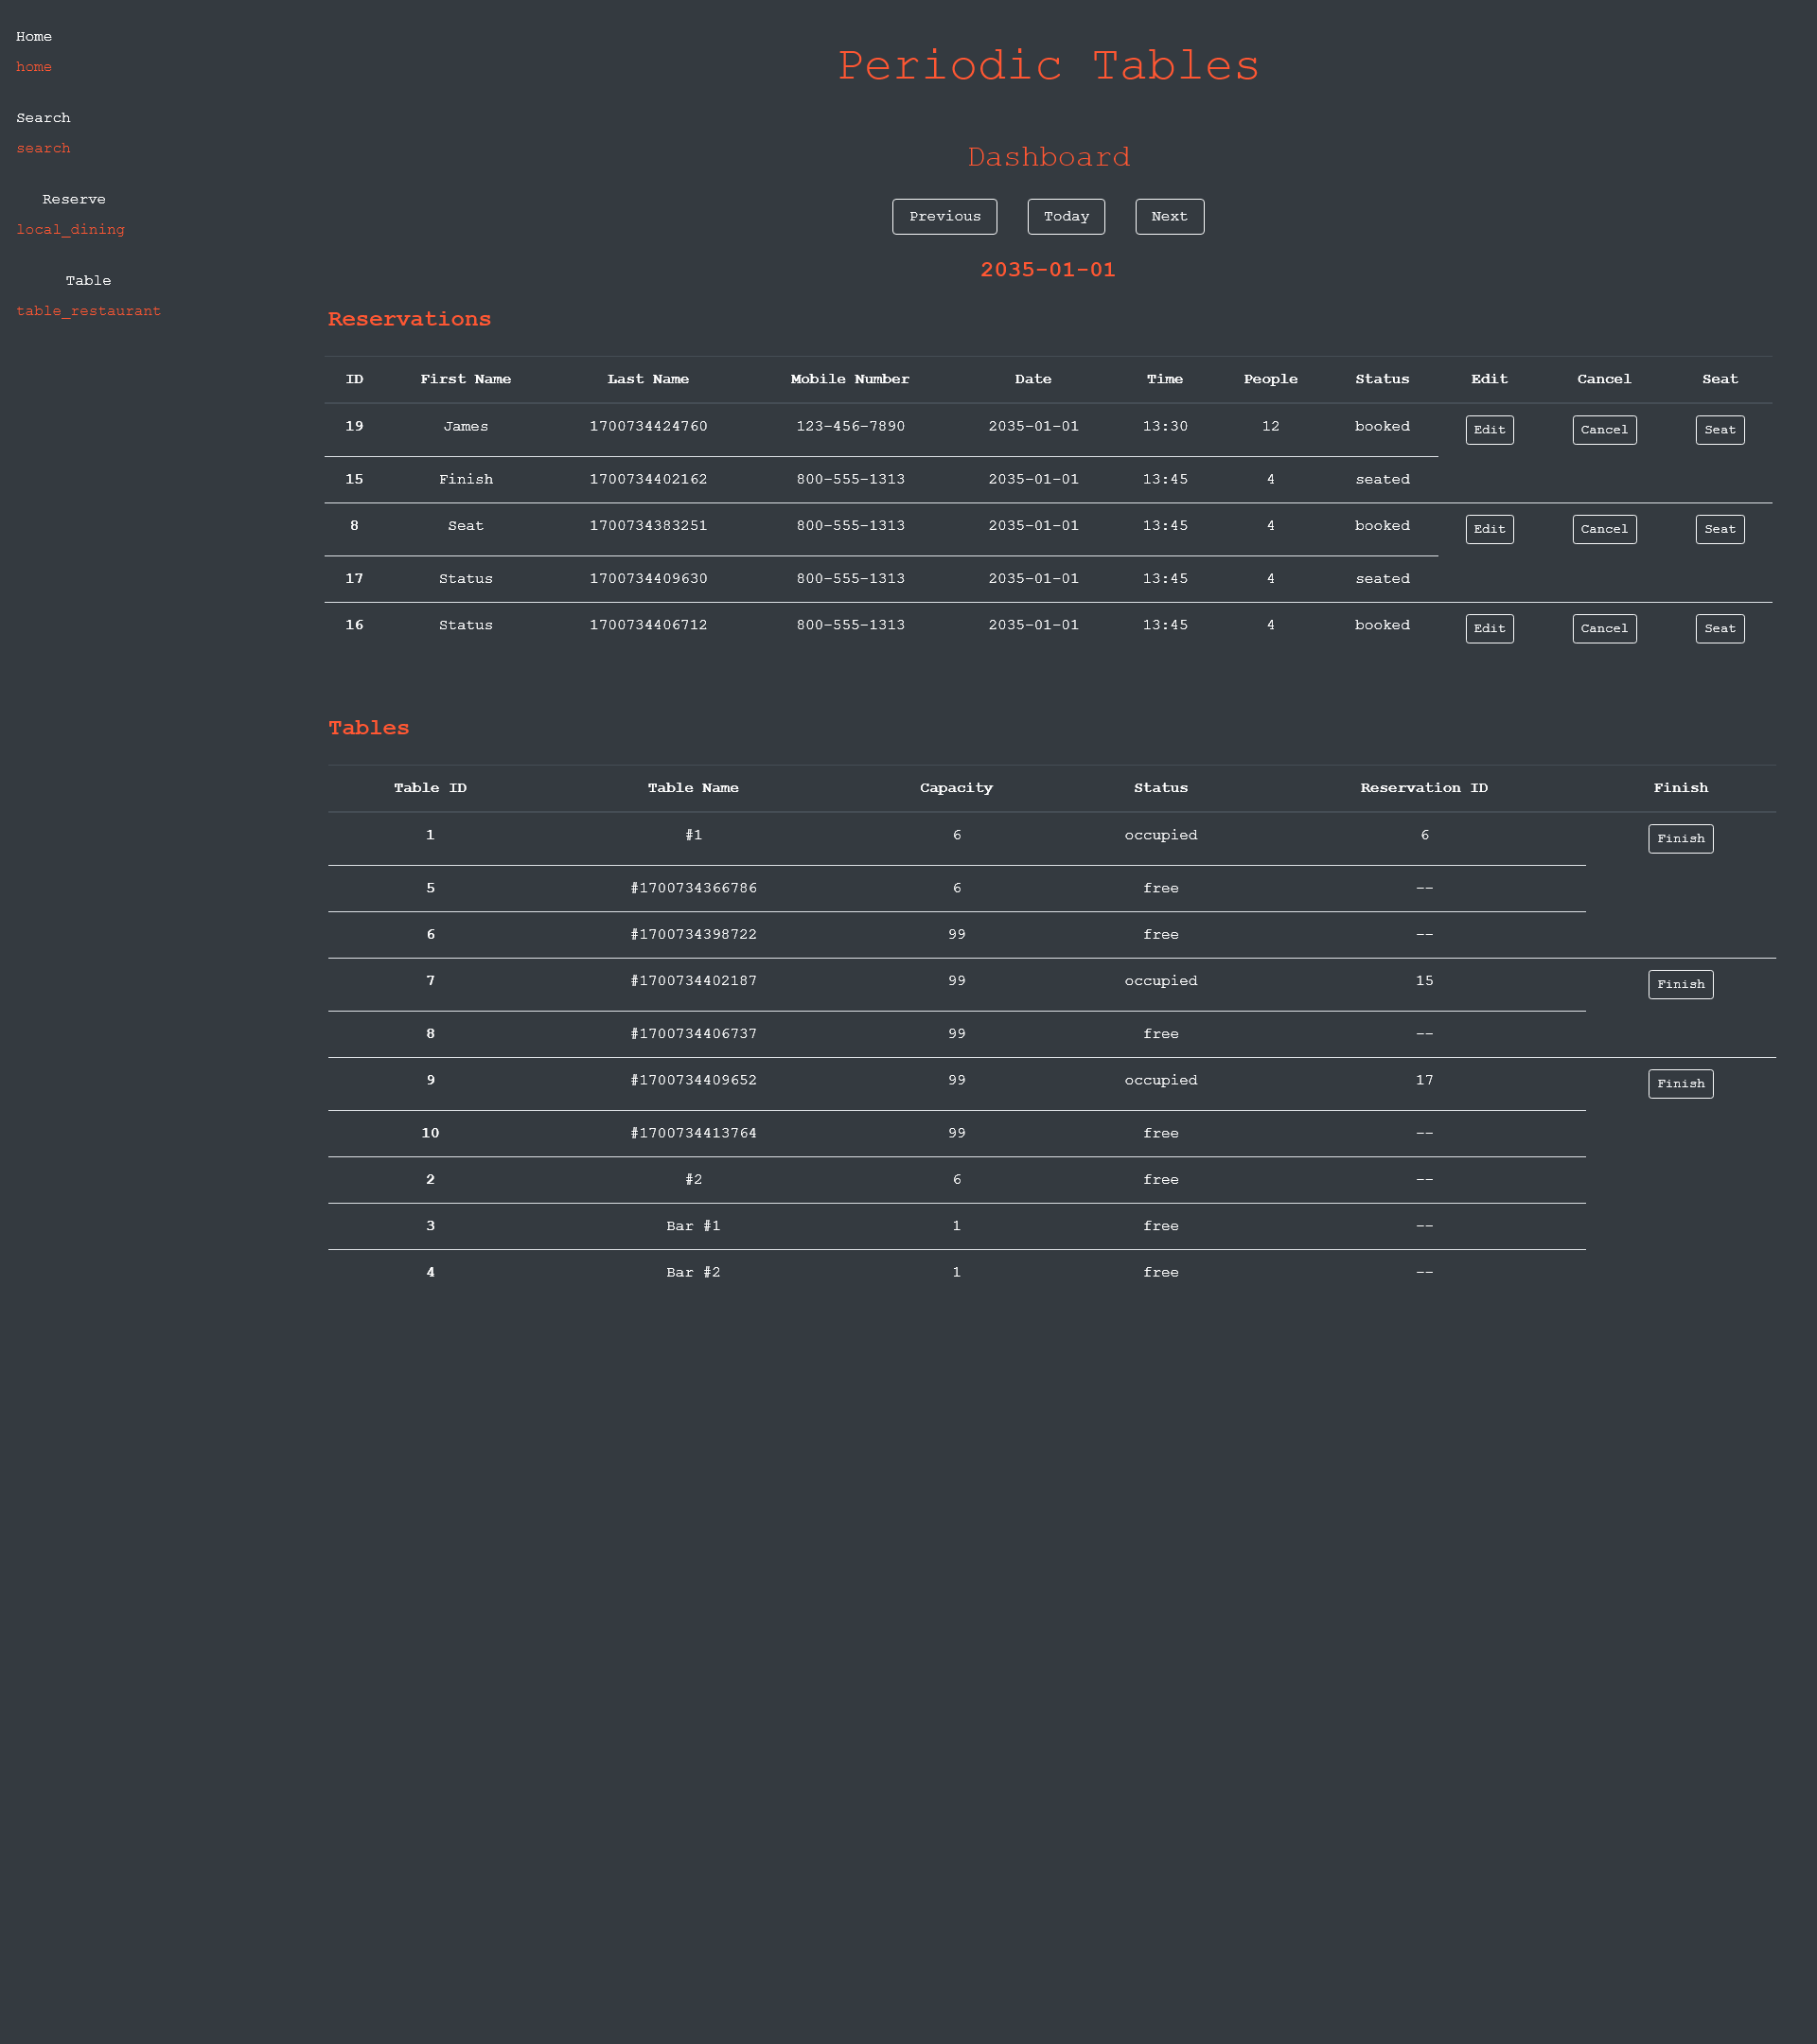 Home
home
Search
search
Reserve
local_dining
Table
table_restaurant
Periodic Tables
Dashboard
Previous Today Next
2035-01-01
Reservations
ID First Name Last Name Mobile Number Date Time People Status Edit Cancel Seat
19 James 1700734424760 123-456-7890 2035-01-01 13:30 12 booked Edit Cancel Seat
15 Finish 1700734402162 800-555-1313 2035-01-01 13:45 4 seated
8 Seat 1700734383251 800-555-1313 2035-01-01 13:45 4 booked Edit Cancel Seat
17 Status 1700734409630 800-555-1313 2035-01-01 13:45 4 seated
16 Status 1700734406712 800-555-1313 2035-01-01 13:45 4 booked Edit Cancel Seat
Tables
Table ID Table Name Capacity Status Reservation ID Finish
1 #1 6 occupied 6 Finish
5 #1700734366786 6 free --
6 #1700734398722 99 free --
7 #1700734402187 99 occupied 15 Finish
8 #1700734406737 99 free --
9 #1700734409652 99 occupied 17 Finish
10 #1700734413764 99 free --
2 #2 6 free --
3 Bar #1 1 free --
4 Bar #2 1 free --